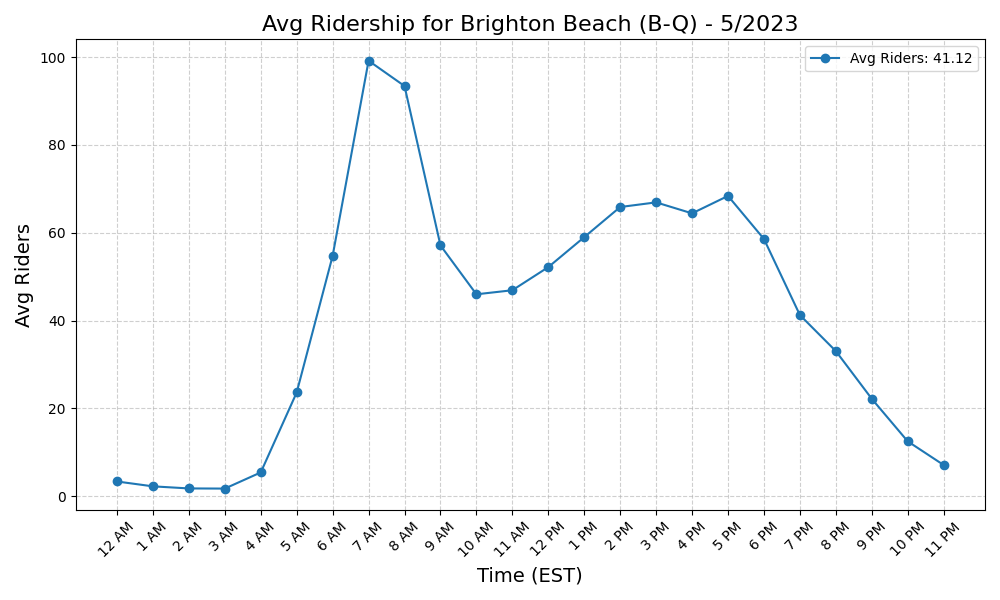 Avg Ridership for Brighton Beach (B-Q) - 5/2023
Avg Riders: 41.12
100
80
60
40
20
0
Avg Riders
12 AM
1 AM
2 AM
3 AM
4 AM
5 AM
6 AM
7 AM
8 AM
9 AM
10 AM
11 AM
12 PM
1 PM
2 PM
3 PM
4 PM
5 PM
6 PM
7 PM
8 PM
9 PM
10 PM
11 PM
Time (EST)